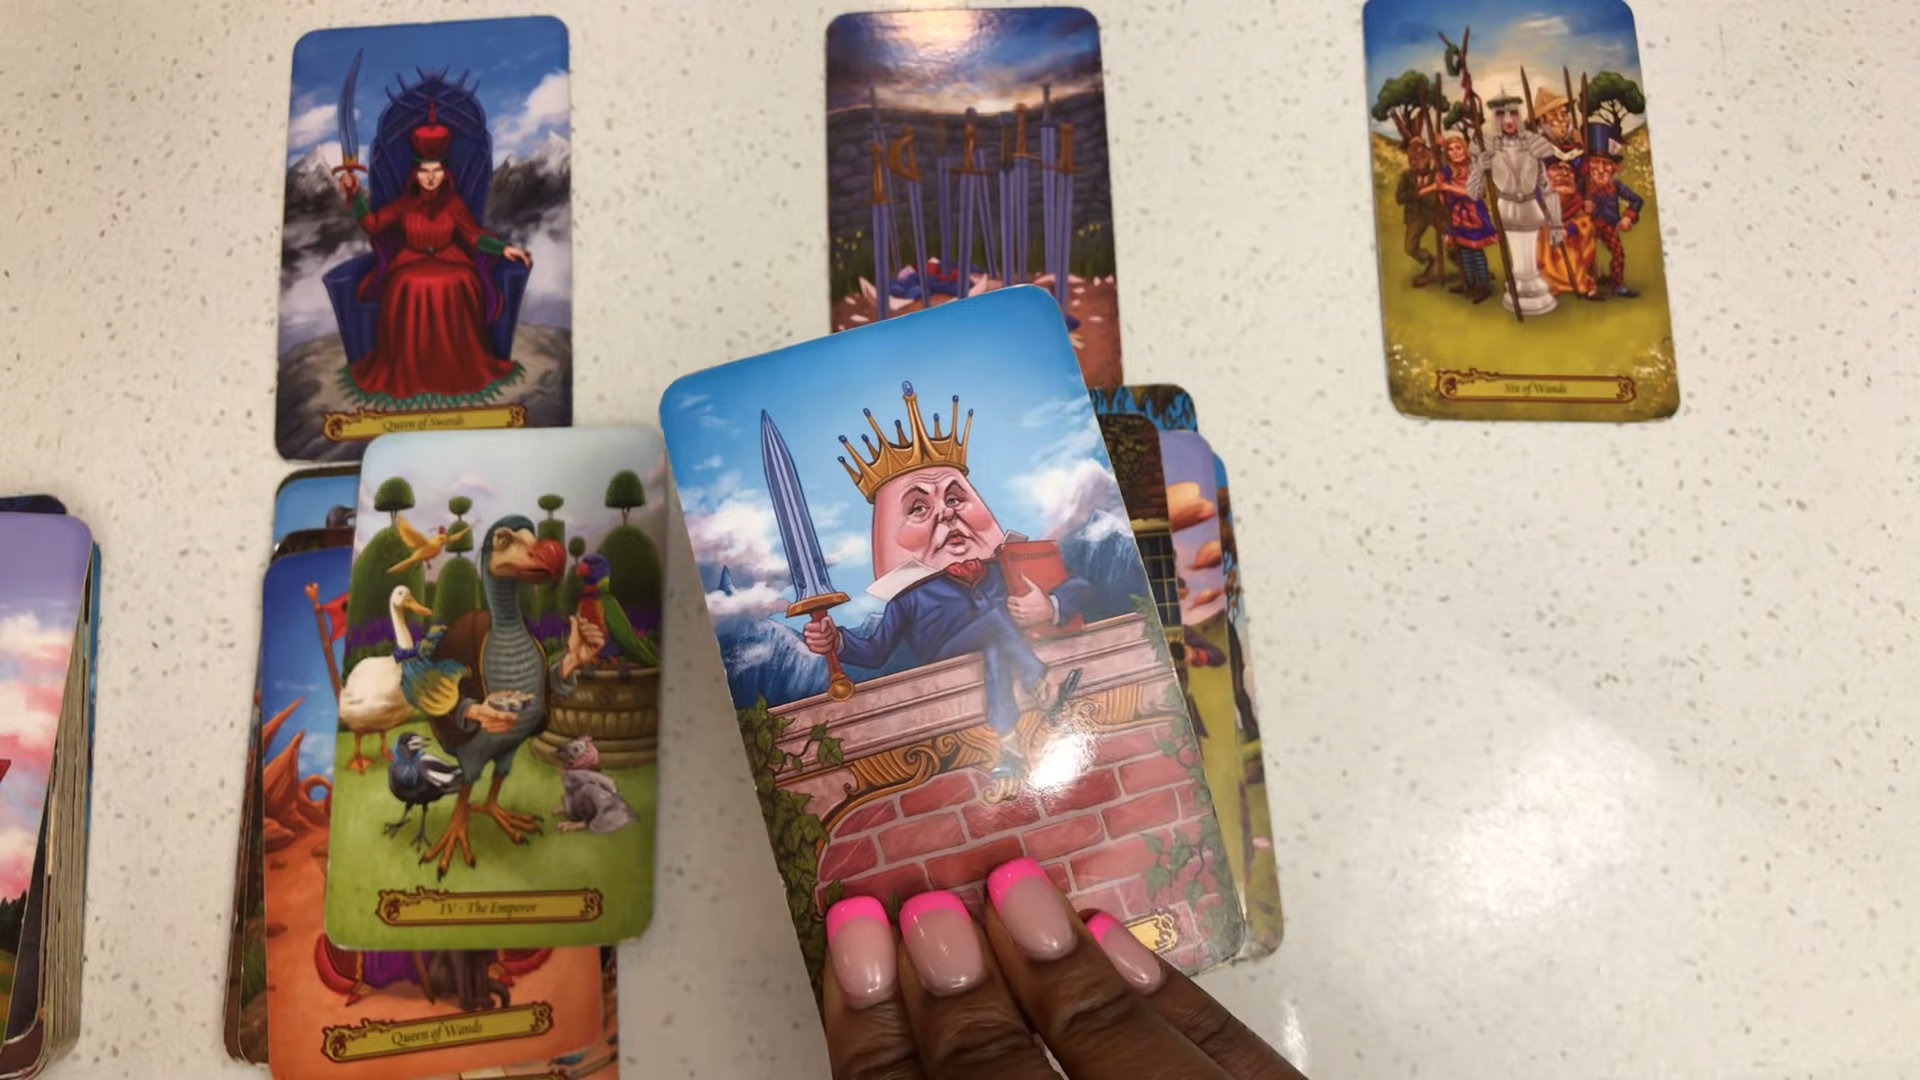 Queen of Swords
Six of Wands
IV - The Emperor
Queen of Wands